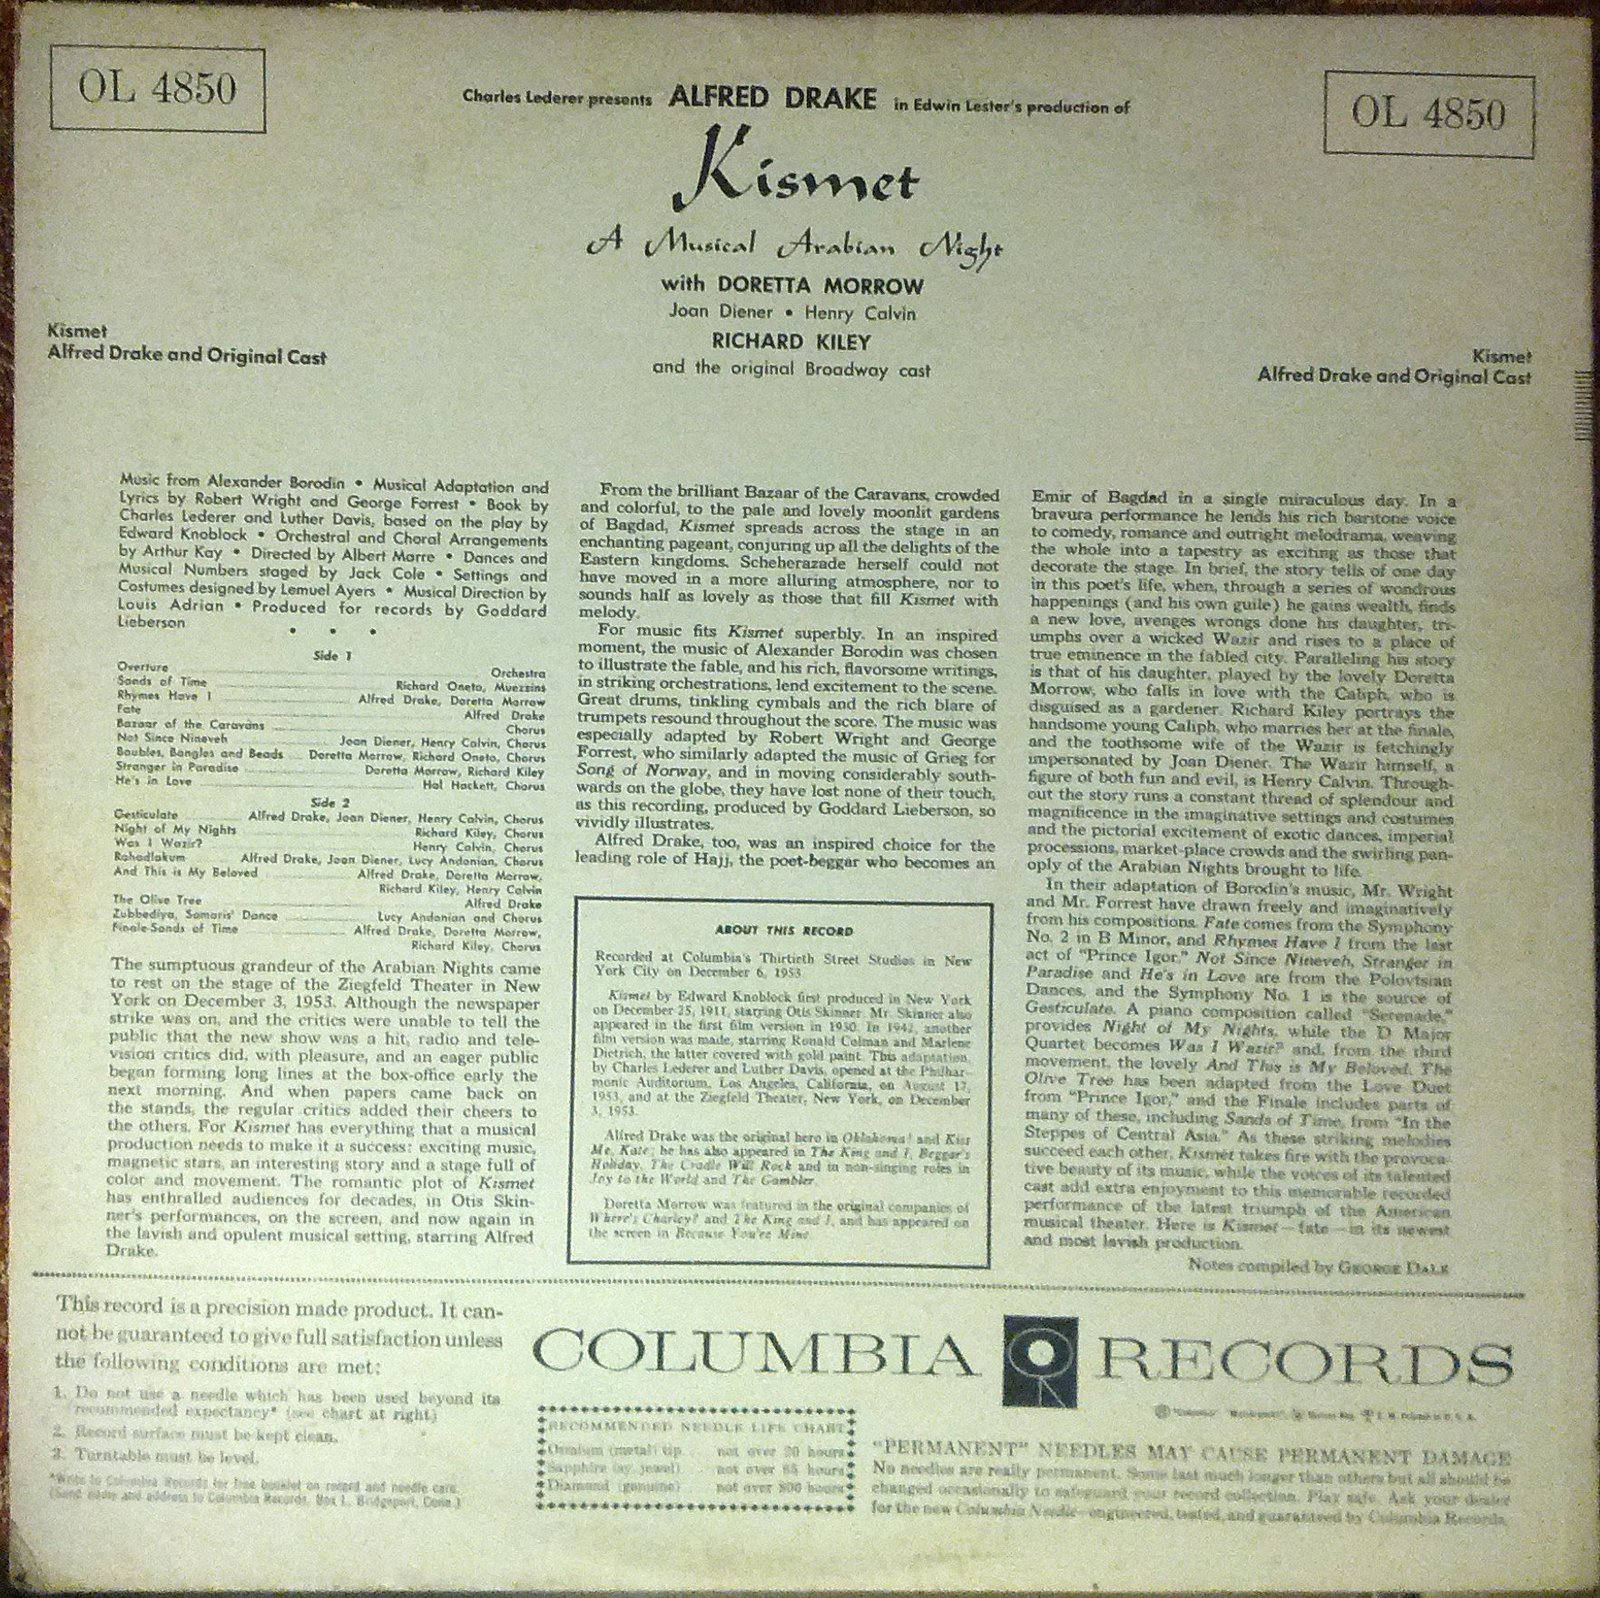 OL 4850
OL 4850
Charles Lederer presents ALFRED DRAKE in Edwin Lester's production of
Kismet
A Musical Arabian Night
with DORETTA MORROW
Joan Diener • Henry Calvin
RICHARD KILEY
and the original Broadway cast
Kismet
Alfred Drake and Original Cast
Kismet
Alfred Drake and Original Cast
Music from Alexander Borodin • Musical Adaptation and
Lyrics by Robert Wright and George Forrest • Book by
Charles Lederer and Luther Davis, based on the play by
Edward Knoblock • Orchestral and Choral Arrangements
by Arthur Kay • Directed by Albert Marre • Dances and
Musical Numbers staged by Jack Cole • Settings and
Costumes designed by Lemuel Ayers • Musical Direction by
Louis Adrian • Produced for records by Goddard
Lieberson
• • •
Side 1
Overture Orchestra
Sands of Time Richard Oneto, Muezzins
Rhymes Have I Alfred Drake, Doretta Morrow
Fate Alfred Drake
Bazaar of the Caravans Chorus
Not Since Nineveh Joan Diener, Henry Calvin, Chorus
Baubles, Bangles and Beads Doretta Morrow, Richard Oneto, Chorus
Stranger in Paradise Doretta Morrow, Richard Kiley
He's in Love Hal Hackett, Chorus
Side 2
Gesticulate Alfred Drake, Joan Diener, Henry Calvin, Chorus
Night of My Nights Richard Kiley, Chorus
Was I Wazir? Henry Calvin, Chorus
Rahadlakum Alfred Drake, Joan Diener, Lucy Andonian, Chorus
And This is My Beloved Alfred Drake, Doretta Morrow,
Richard Kiley, Henry Calvin
The Olive Tree Alfred Drake
Zubbediya, Samaris' Dance Lucy Andonian and Chorus
Finale-Sands of Time Alfred Drake, Doretta Morrow,
Richard Kiley, Chorus
The sumptuous grandeur of the Arabian Nights came
to rest on the stage of the Ziegfeld Theater in New
York on December 3, 1953. Although the newspaper
strike was on, and the critics were unable to tell the
public that the new show was a hit, radio and tele-
vision critics did, with pleasure, and an eager public
began forming long lines at the box-office early the
next morning. And when papers came back on
the stands, the regular critics added their cheers to
the others. For Kismet has everything that a musical
production needs to make it a success: exciting music,
magnetic stars, an interesting story and a stage full of
color and movement. The romantic plot of Kismet
has enthralled audiences for decades, in Otis Skin-
ner's performances, on the screen, and now again in
the lavish and opulent musical setting, starring Alfred
Drake.
From the brilliant Bazaar of the Caravans, crowded
and colorful, to the pale and lovely moonlit gardens
of Bagdad, Kismet spreads across the stage in an
enchanting pageant, conjuring up all the delights of the
Eastern kingdoms. Scheherazade herself could not
have moved in a more alluring atmosphere, nor to
sounds half as lovely as those that fill Kismet with
melody.
For music fits Kismet superbly. In an inspired
moment, the music of Alexander Borodin was chosen
to illustrate the fable, and his rich, flavorsome writings,
in striking orchestrations, lend excitement to the scene.
Great drums, tinkling cymbals and the rich blare of
trumpets resound throughout the score. The music was
especially adapted by Robert Wright and George
Forrest, who similarly adapted the music of Grieg for
Song of Norway, and in moving considerably south-
wards on the globe, they have lost none of their touch,
as this recording, produced by Goddard Lieberson, so
vividly illustrates.
Alfred Drake, too, was an inspired choice for the
leading role of Hajj, the poet-beggar who becomes an
ABOUT THIS RECORD
Recorded at Columbia's Thirtieth Street Studios in New
York City on December 6, 1953
Kismet by Edward Knoblock first produced in New York
on December 25, 1911, starring Otis Skinner. Mr. Skinner also
appeared in the first film version in 1930. In 1942, another
film version was made, starring Ronald Colman and Marlene
Dietrich, the latter covered with gold paint. This adaptation,
by Charles Lederer and Luther Davis, opened at the Philhar-
monic Auditorium, Los Angeles, California, on August 17,
1953, and at the Ziegfeld Theater, New York, on December
3, 1953.
Alfred Drake was the original hero in Oklahoma! and Kiss
Me, Kate; he has also appeared in The King and I, Beggar's
Holiday, The Cradle Will Rock and in non-singing roles in
Joy to the World and The Gambler.
Doretta Morrow was featured in the original companies of
Where's Charley? and The King and I, and has appeared on
the screen in Because You're Mine.
Emir of Bagdad in a single miraculous day. In a
bravura performance he lends his rich baritone voice
to comedy, romance and outright melodrama, weaving
the whole into a tapestry as exciting as those that
decorate the stage. In brief, the story tells of one day
in this poet's life, when, through a series of wondrous
happenings (and his own guile) he gains wealth, finds
a new love, avenges wrongs done his daughter, tri-
umphs over a wicked Wazir and rises to a place of
true eminence in the fabled city. Paralleling his story
is that of his daughter, played by the lovely Doretta
Morrow, who falls in love with the Caliph, who is
disguised as a gardener. Richard Kiley portrays the
handsome young Caliph, who marries her at the finale,
and the toothsome wife of the Wazir is fetchingly
impersonated by Joan Diener. The Wazir himself, a
figure of both fun and evil, is Henry Calvin. Through-
out the story runs a constant thread of splendour and
magnificence in the imaginative settings and costumes
and the pictorial excitement of exotic dances, imperial
processions, market-place crowds and the swirling pan-
oply of the Arabian Nights brought to life.
In their adaptation of Borodin's music, Mr. Wright
and Mr. Forrest have drawn freely and imaginatively
from his compositions. Fate comes from the Symphony
No. 2 in B Minor, and Rhymes Have I from the last
act of "Prince Igor." Not Since Nineveh, Stranger in
Paradise and He's in Love are from the Polovtsian
Dances, and the Symphony No. 1 is the source of
Gesticulate. A piano composition called "Serenade,"
provides Night of My Nights, while the D Major
Quartet becomes Was I Wazir? and, from the third
movement, the lovely And This is My Beloved. The
Olive Tree has been adapted from the Love Duet
from "Prince Igor," and the Finale includes parts of
many of these, including Sands of Time, from "In the
Steppes of Central Asia." As these striking melodies
succeed each other, Kismet takes fire with the provoca-
tive beauty of its music, while the voices of its talented
cast add extra enjoyment to this memorable recorded
performance of the latest triumph of the American
musical theater. Here is Kismet—fate—in its newest
and most lavish production.
Notes compiled by GEORGE DALE
This record is a precision made product. It can-
not be guaranteed to give full satisfaction unless
the following conditions are met:
1. Do not use a needle which has been used beyond its
recommended expectancy* (see chart at right)
2. Record surface must be kept clean.
3. Turntable must be level.
*Write to Columbia Records for free booklet on record and needle care.
(Send name and address to Columbia Records, Box 1, Bridgeport, Conn.)
COLUMBIA RECORDS
RECOMMENDED NEEDLE LIFE CHART
Osmium (metal) tip not over 20 hours
Sapphire (or jewel) not over 65 hours
Diamond (genuine) not over 800 hours
"PERMANENT" NEEDLES MAY CAUSE PERMANENT DAMAGE
No needles are really permanent. Some last much longer than others but all should be
changed occasionally to safeguard your record collection. Play safe. Ask your dealer
for the new Columbia Needle—engineered, tested, and guaranteed by Columbia Records.